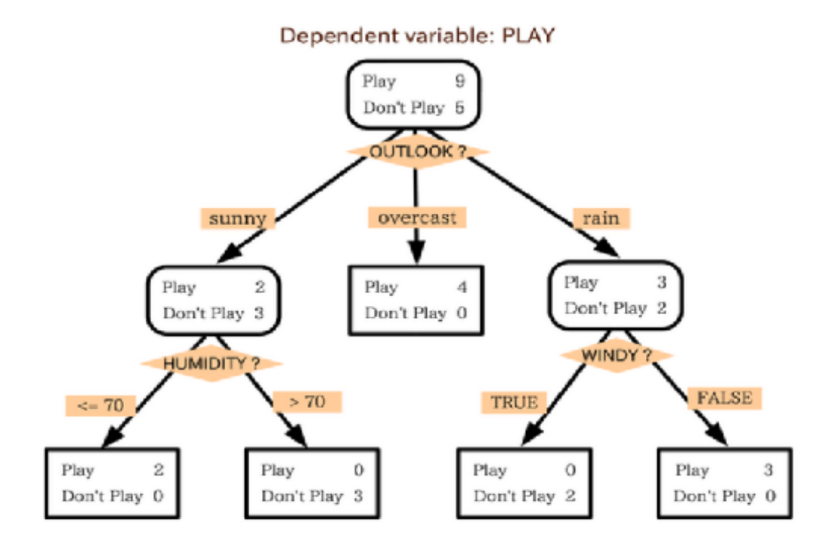 Dependent variable: PLAY
Play 9
Don't Play 5
OUTLOOK ?
sunny
overcast
rain
Play 2
Don't Play 3
Play 4
Don't Play 0
Play 3
Don't Play 2
HUMIDITY ?
WINDY ?
<= 70
> 70
TRUE
FALSE
Play 2
Don't Play 0
Play 0
Don't Play 3
Play 0
Don't Play 2
Play 3
Don't Play 0